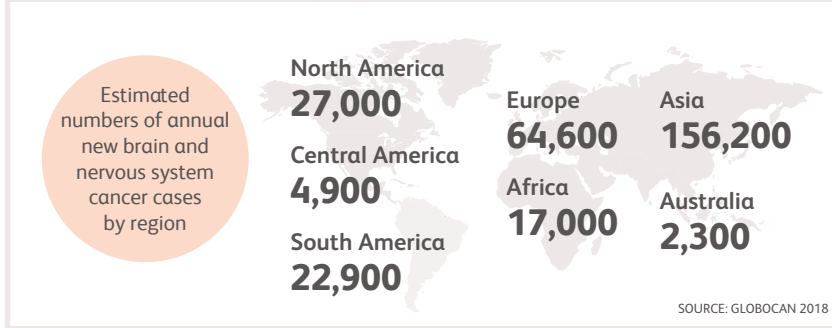 Estimated
numbers of annual
new brain and
nervous system
cancer cases
by region
North America
27,000
Central America
4,900
South America
22,900
Europe
64,600
Africa
17,000
Asia
156,200
Australia
2,300
SOURCE: GLOBOCAN 2018